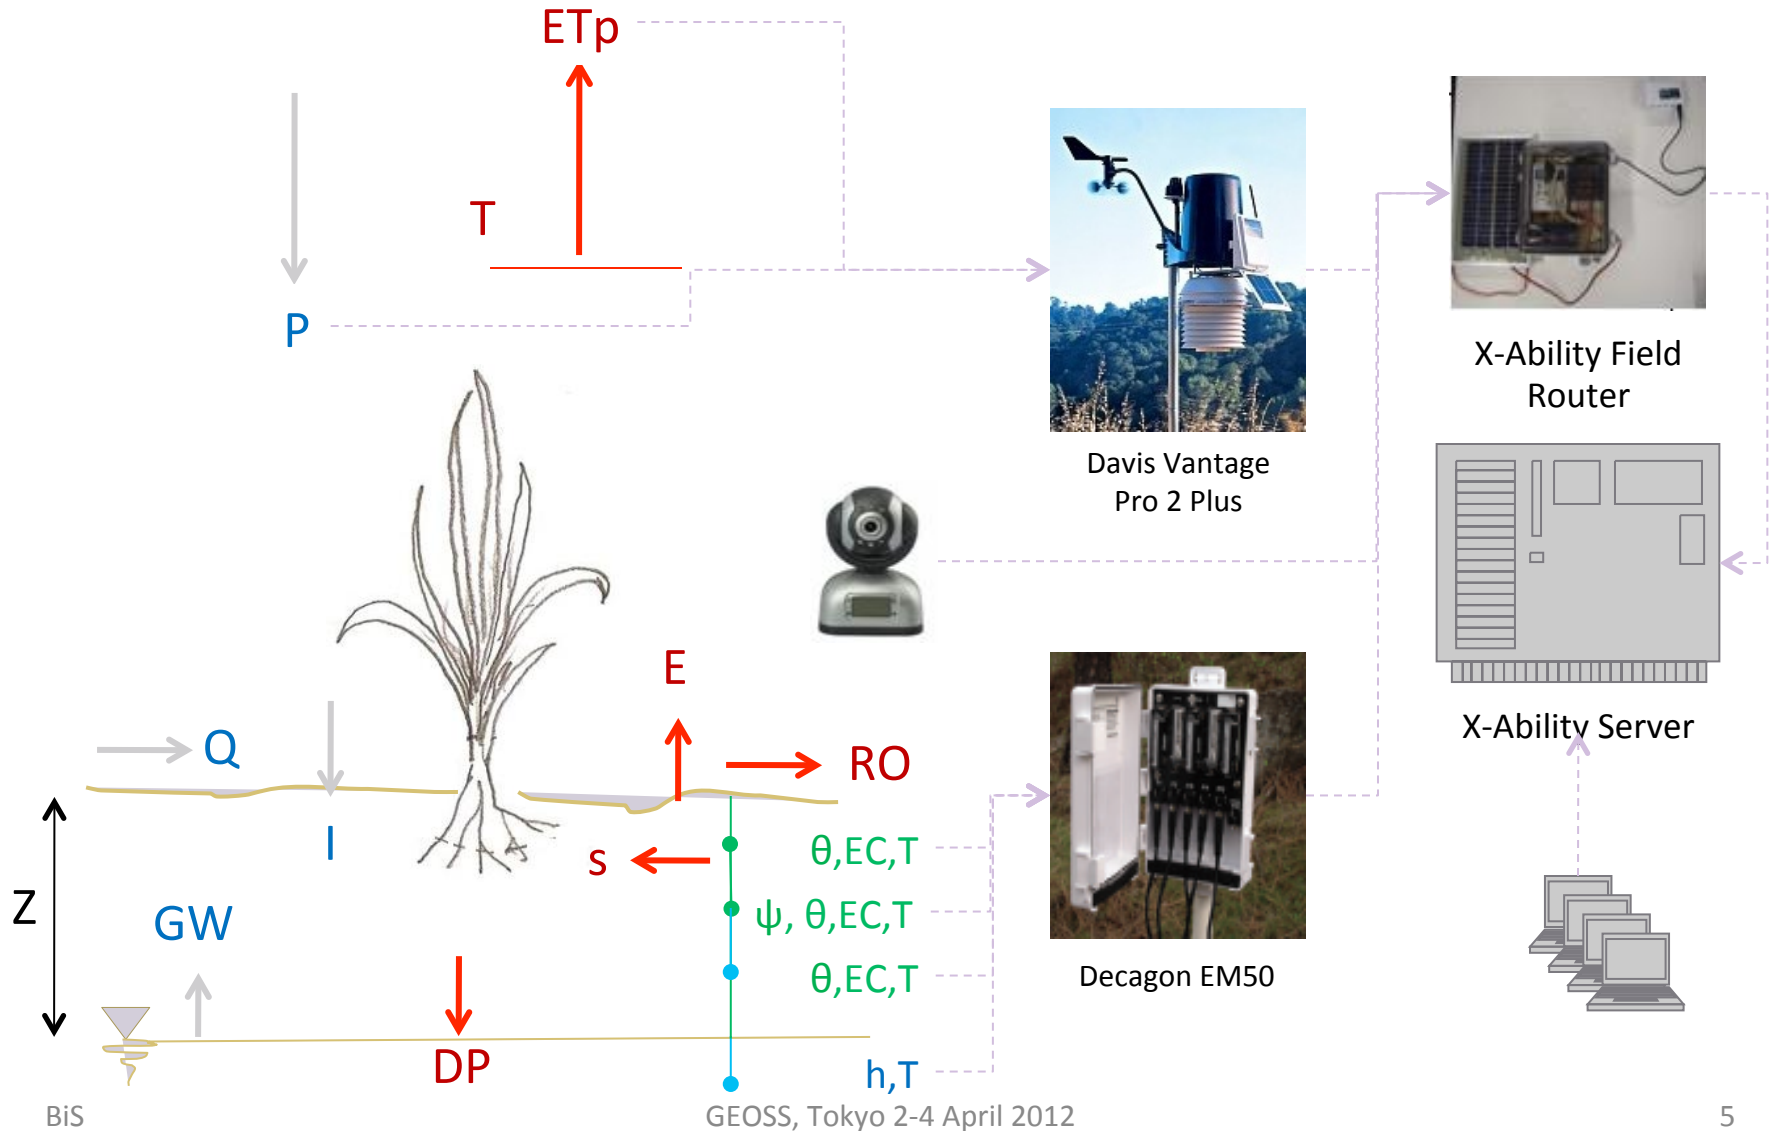 ETp
T
P
X-Ability Field
Router
Davis Vantage
Pro 2 Plus
E
Q
RO
X-Ability Server
I
θ,EC,T
s
Z
GW
ψ, θ,EC,T
θ,EC,T
Decagon EM50
DP
h,T
BiS
GEOSS, Tokyo 2-4 April 2012
5